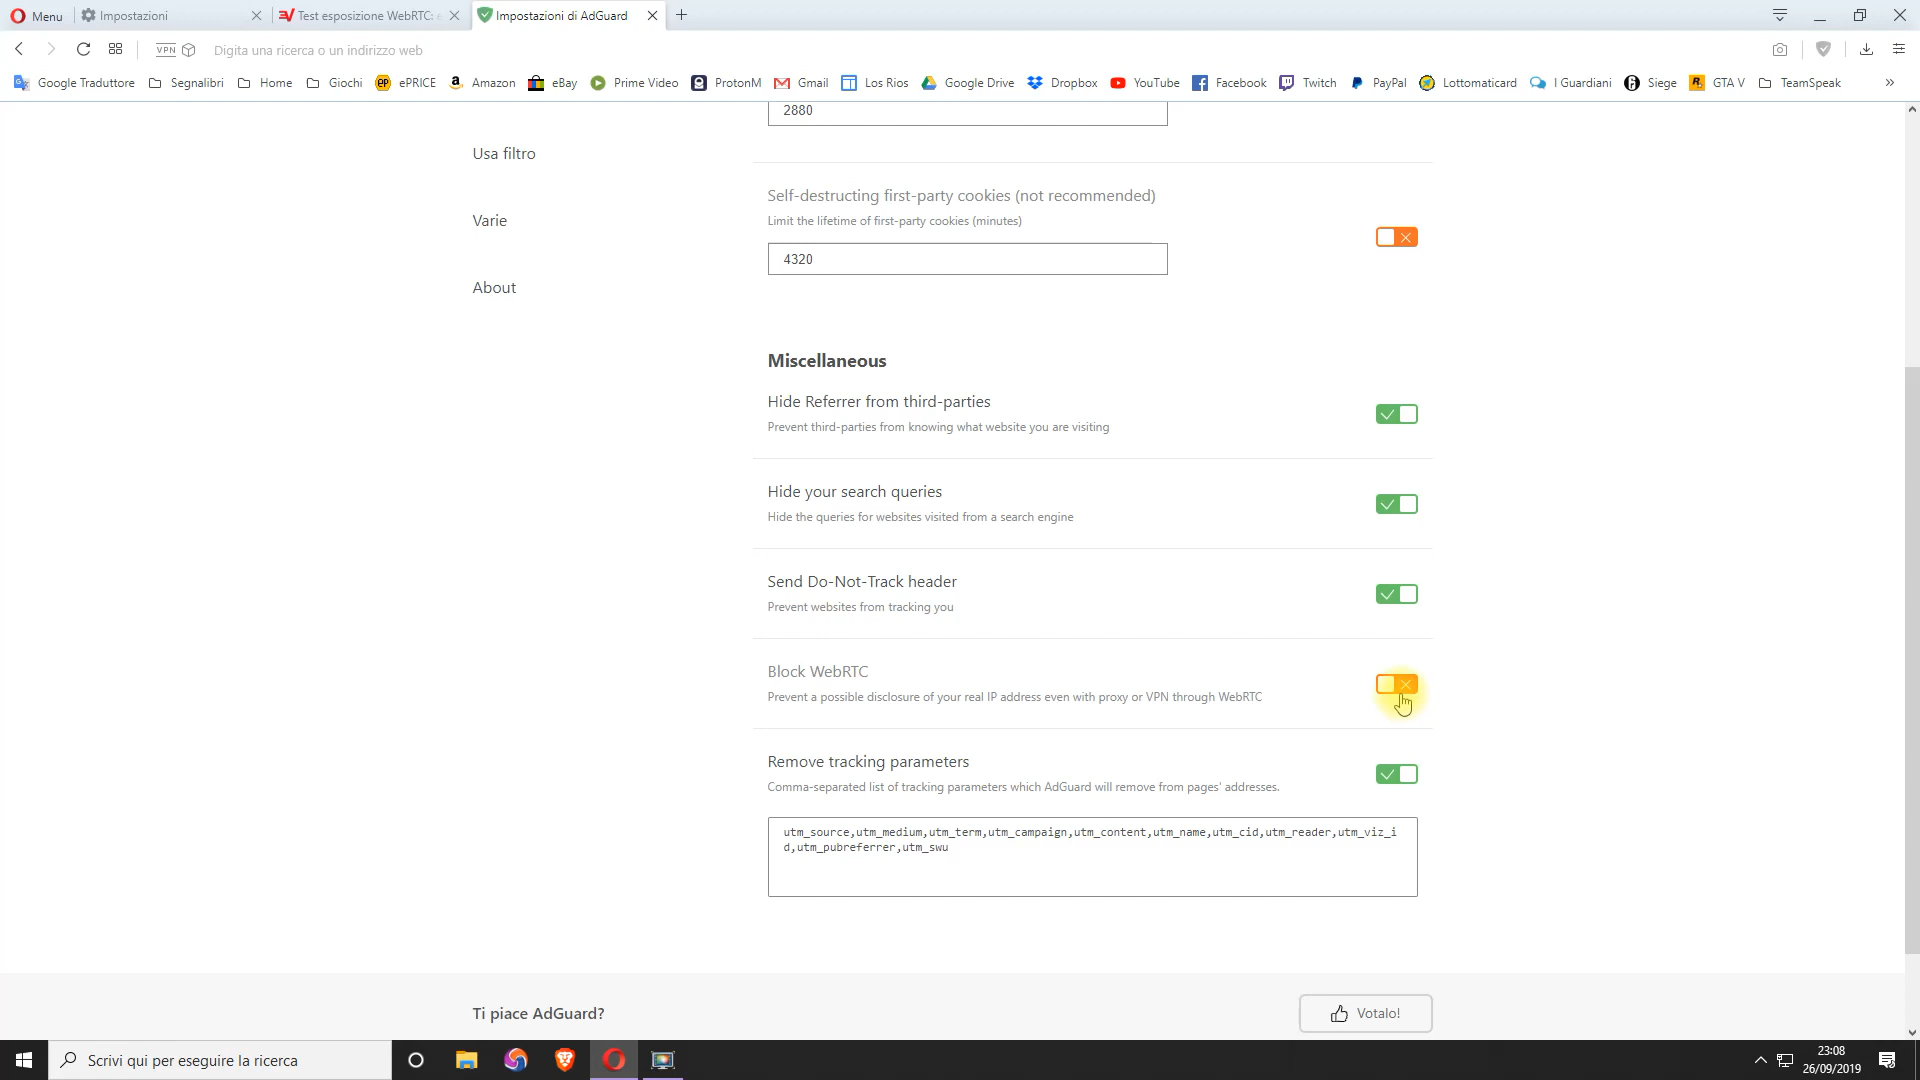 Menu
Impostazioni
Test esposizione WebRTC:
Impostazioni di AdGuard
VPN
Digita una ricerca o un indirizzo web
Google Traduttore
Segnalibri
Home
Giochi
ePRICE
Amazon
eBay
Prime Video
ProtonM
Gmail
Los Rios
Google Drive
Dropbox
YouTube
Facebook
Twitch
PayPal
Lottomaticard
I Guardiani
Siege
GTA V
TeamSpeak
»
2880
Usa filtro
Varie
About
Self-destructing first-party cookies (not recommended)
Limit the lifetime of first-party cookies (minutes)
4320
Miscellaneous
Hide Referrer from third-parties
Prevent third-parties from knowing what website you are visiting
Hide your search queries
Hide the queries for websites visited from a search engine
Send Do-Not-Track header
Prevent websites from tracking you
Block WebRTC
Prevent a possible disclosure of your real IP address even with proxy or VPN through WebRTC
Remove tracking parameters
Comma-separated list of tracking parameters which AdGuard will remove from pages' addresses.
utm_source,utm_medium,utm_term,utm_campaign,utm_content,utm_name,utm_cid,utm_reader,utm_viz_i
d,utm_pubreferrer,utm_swu
Ti piace AdGuard?
Votalo!
Scrivi qui per eseguire la ricerca
23:08
26/09/2019